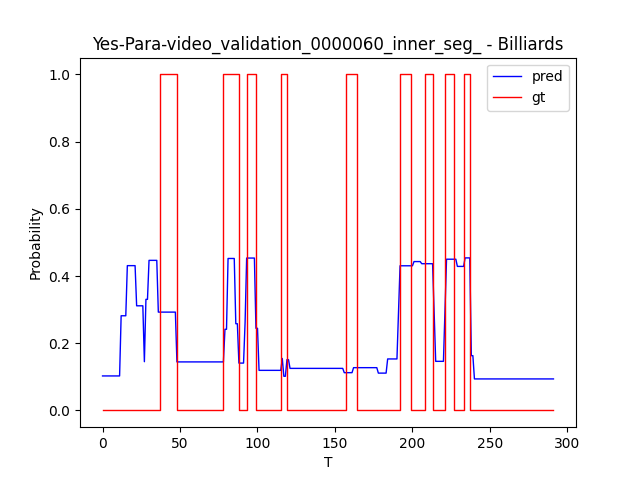 Yes-Para-video_validation_0000060_inner_seg_ - Billiards
pred
gt
1.0
0.8
0.6
0.4
0.2
0.0
Probability
0
50
100
150
200
250
300
T